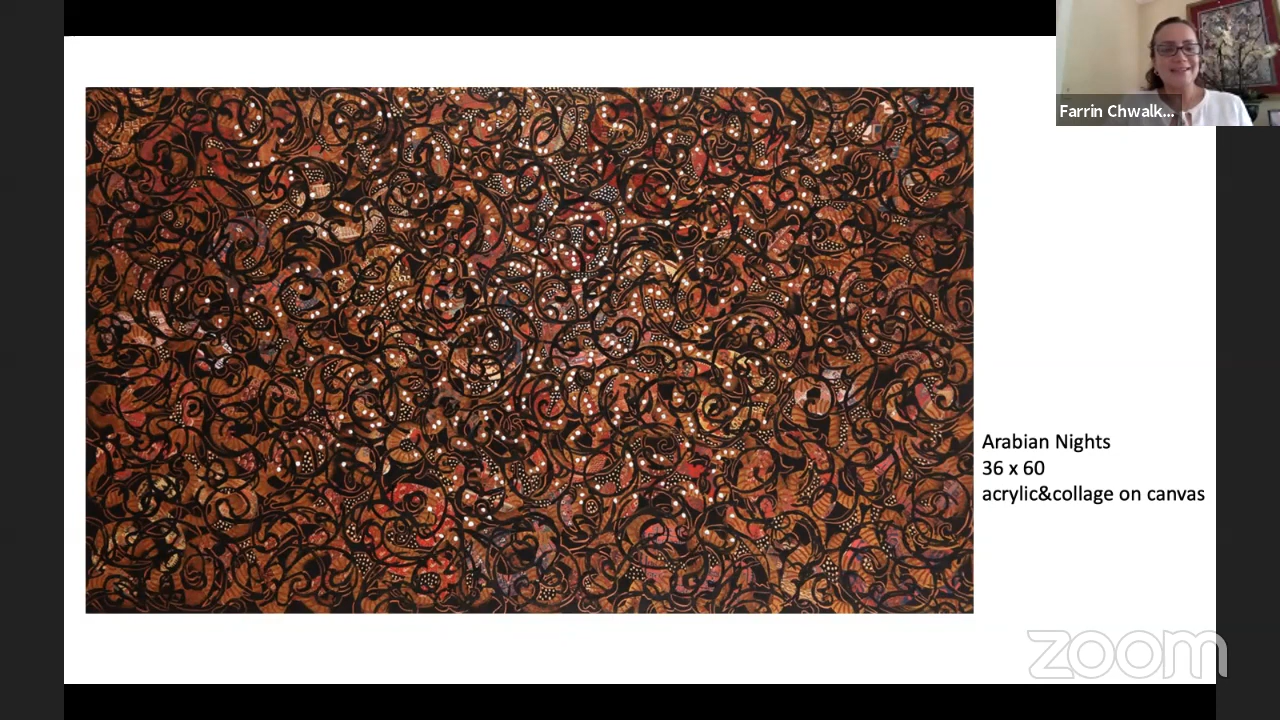 Farrin Chwalk...
Arabian Nights
36 x 60
acrylic&collage on canvas
zoom